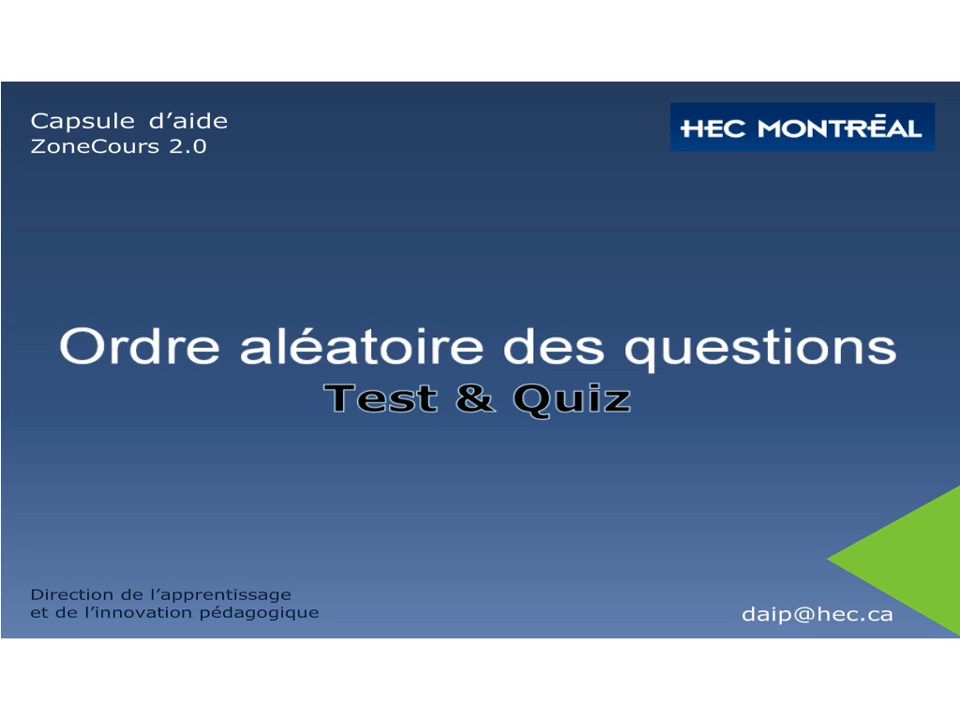 Capsule d’aide
ZoneCours 2.0
HEC MONTRÉAL
Ordre aléatoire des questions
Test & Quiz
Direction de l’apprentissage
et de l’innovation pédagogique
daip@hec.ca